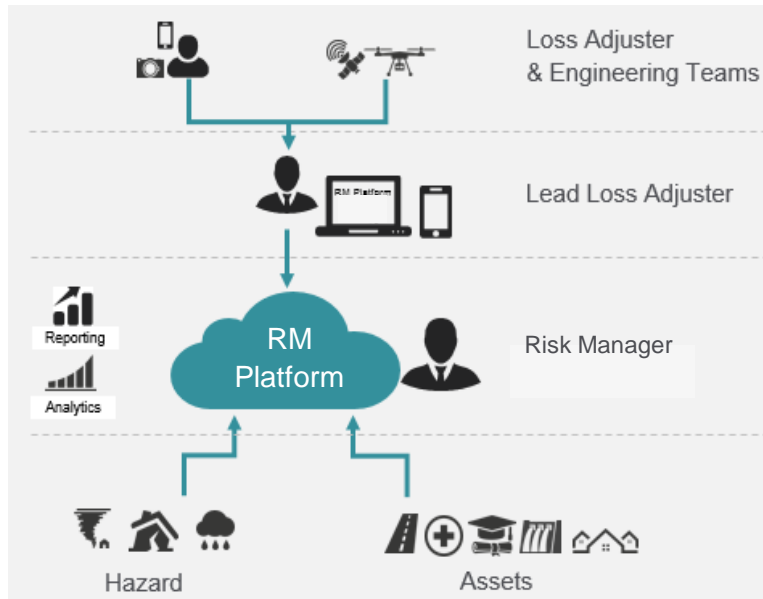 Loss Adjuster
& Engineering Teams
RM Platform
Lead Loss Adjuster
Reporting
Analytics
RM
Platform
Risk Manager
Hazard
Assets